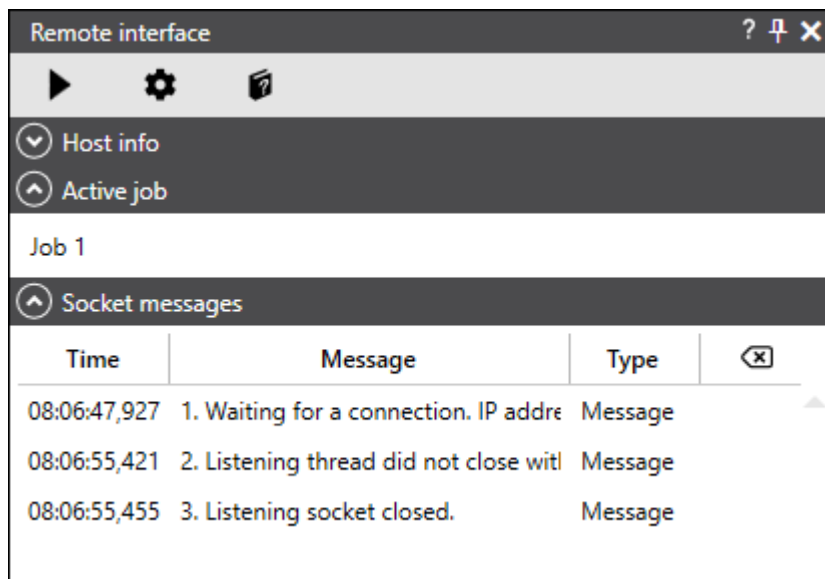 Remote interface ?
Host info
Active job
Job 1
Socket messages
Time Message Type
08:06:47,927 1. Waiting for a connection. IP addre Message
08:06:55,421 2. Listening thread did not close with Message
08:06:55,455 3. Listening socket closed. Message